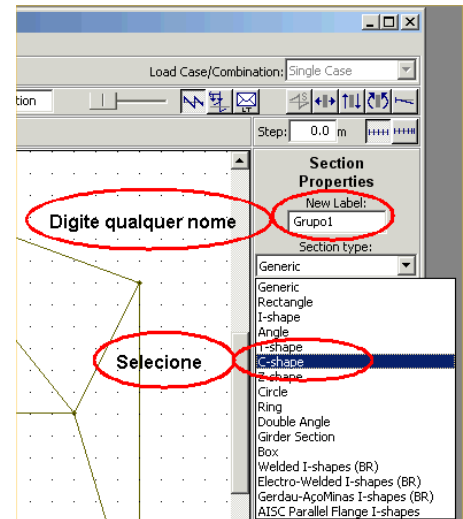 Load Case/Combination: Single Case
tion
LT
Step: 0.0 m
Section
Properties
New Label:
Digite qualquer nome
Grupo1
Section type:
Generic
Generic
Rectangle
I-shape
Angle
T-shape
Selecione
C-shape
Z-shape
Circle
Ring
Double Angle
Girder Section
Box
Welded I-shapes (BR)
Electro-Welded I-shapes (BR)
Gerdau-AçoMinas I-shapes (BR)
AISC Parallel Flange I-shapes